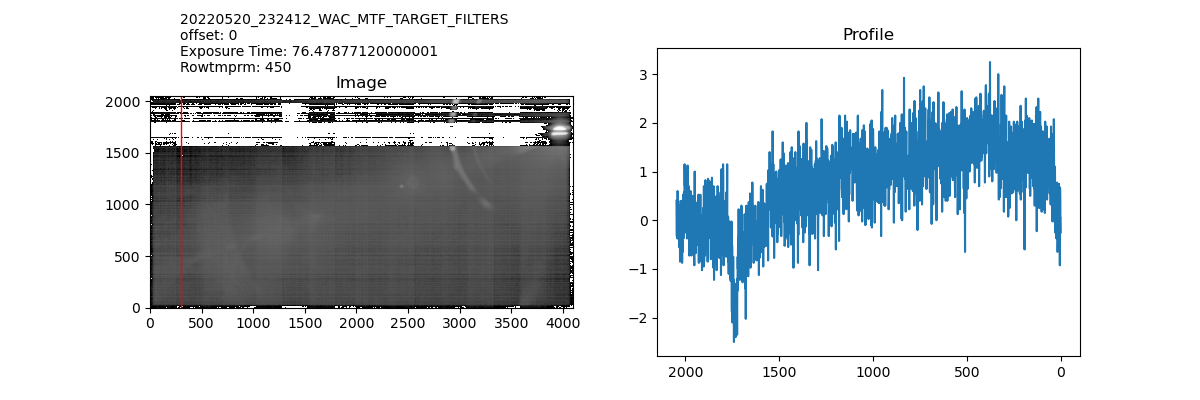 20220520_232412_WAC_MTF_TARGET_FILTERS
offset: 0
Exposure Time: 76.47877120000001
Rowtmprm: 450
Image
2000
1500
1000
500
0
0 500 1000 1500 2000 2500 3000 3500 4000
Profile
3
2
1
0
−1
−2
2000 1500 1000 500 0